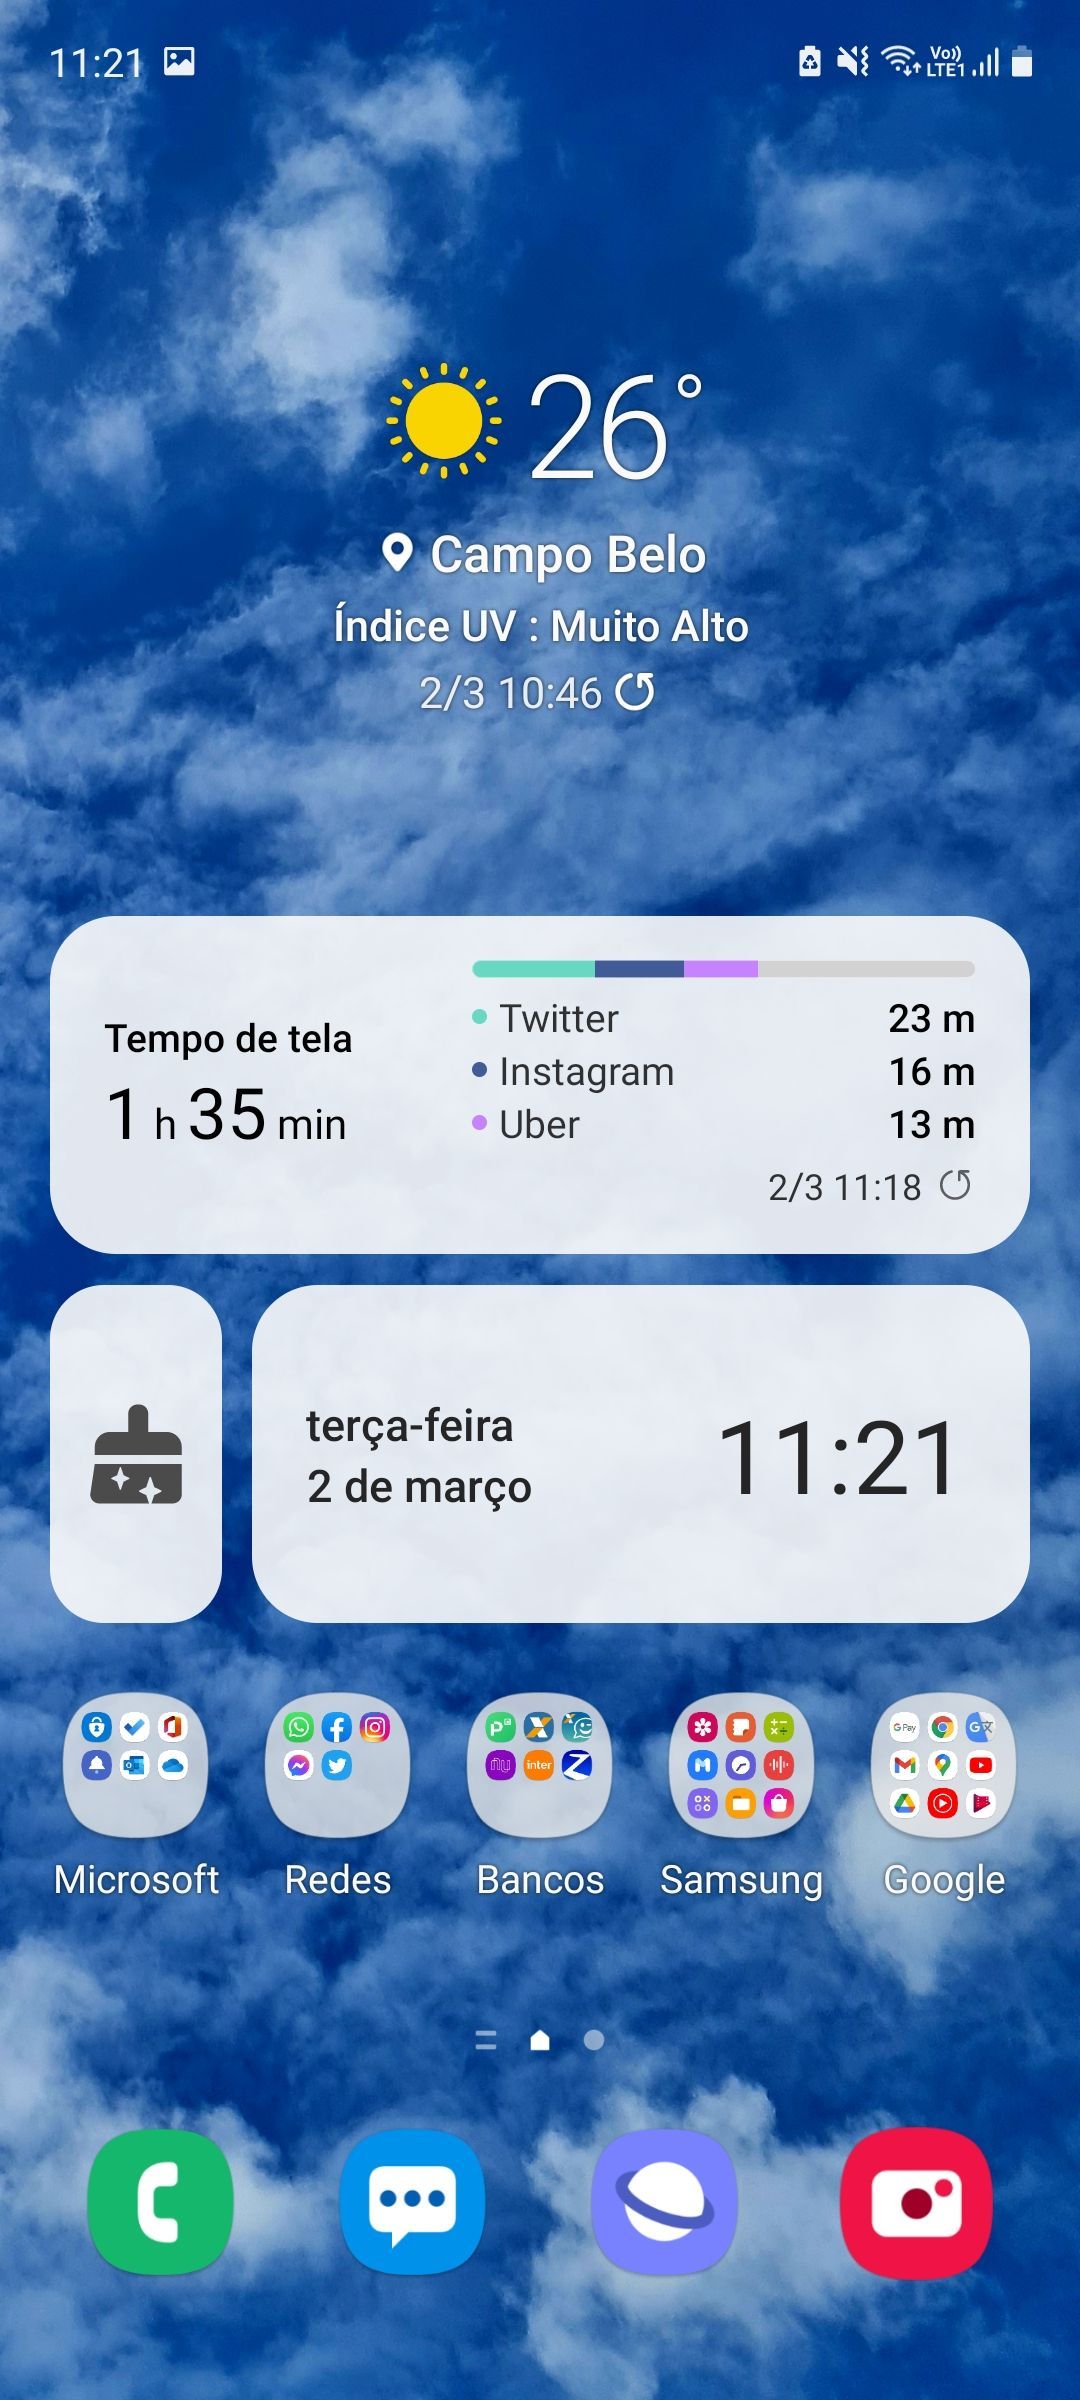 11:21
Vo)) LTE1
26°
Campo Belo
Índice UV : Muito Alto
2/3 10:46
Tempo de tela
1 h 35 min
Twitter 23 m
Instagram 16 m
Uber 13 m
2/3 11:18
terça-feira
2 de março
11:21
inter
G Pay
Microsoft Redes Bancos Samsung Google